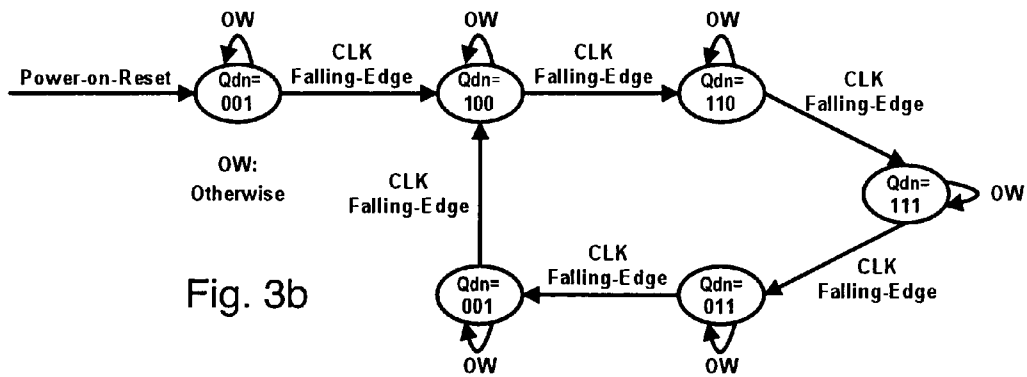 OW
OW
OW
CLK
Falling-Edge
CLK
Falling-Edge
Power-on-Reset
Qdn=
001
Qdn=
100
Qdn=
110
CLK
Falling-Edge
OW:
Otherwise
CLK
Falling-Edge
Qdn=
111
OW
CLK
Falling-Edge
CLK
Falling-Edge
Fig. 3b
Qdn=
001
Qdn=
011
OW
OW